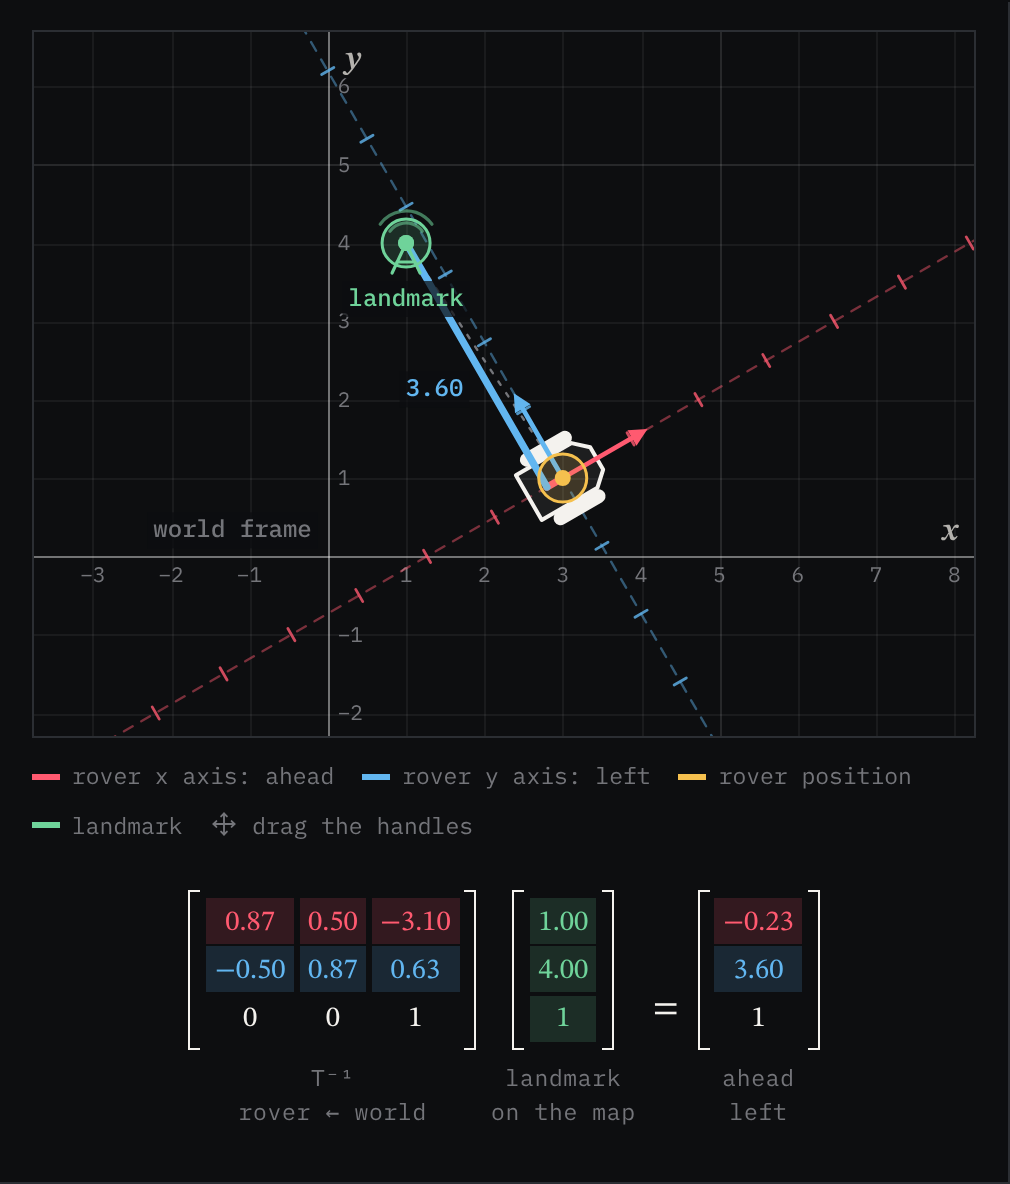 y
6
5
4
landmark
3
3.60
2
1
world frame
x
−3 −2 −1 1 2 3 4 5 6 7 8
−1
−2
rover x axis: ahead rover y axis: left rover position
landmark drag the handles
0.87 0.50 −3.10 1.00 −0.23
−0.50 0.87 0.63 4.00 3.60
0 0 1 1 = 1
T⁻¹ landmark ahead
rover ← world on the map left